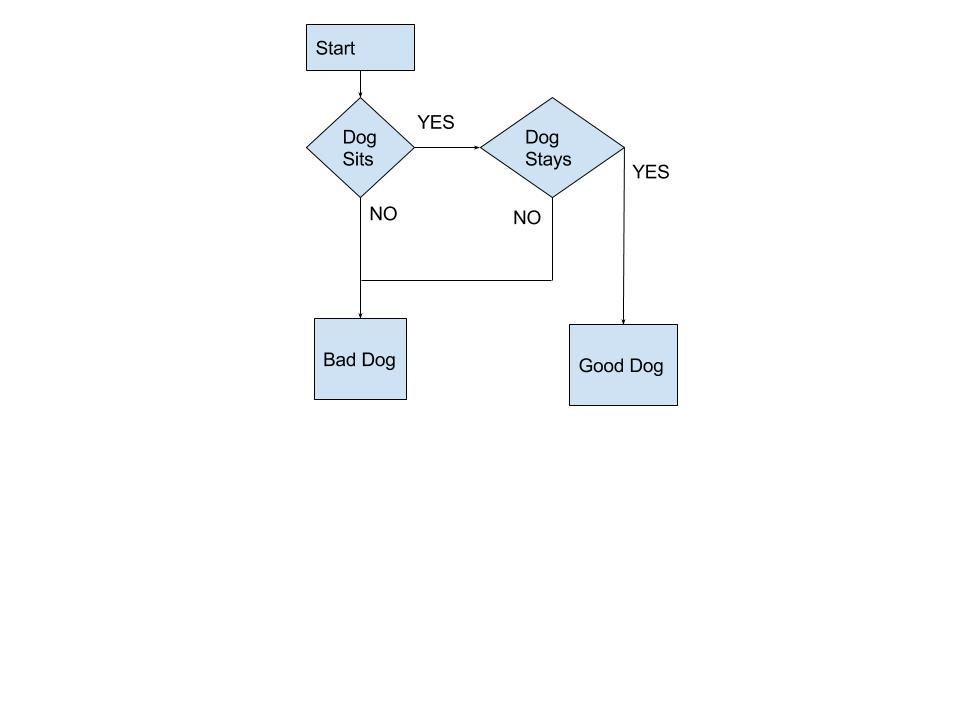 Start
YES
Dog
Sits
Dog
Stays
YES
NO
NO
Bad Dog
Good Dog